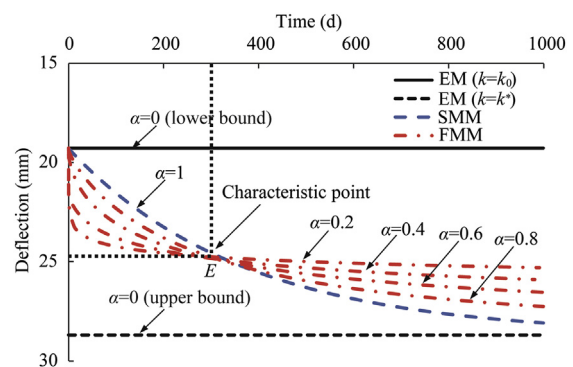 Time (d)
0 200 400 600 800 1000
15
20
25
30
Deflection (mm)
EM (k=k₀)
EM (k=k*)
SMM
FMM
α=0 (lower bound)
α=1
Characteristic point
α=0.2
α=0.4
α=0.6
α=0.8
E
α=0 (upper bound)